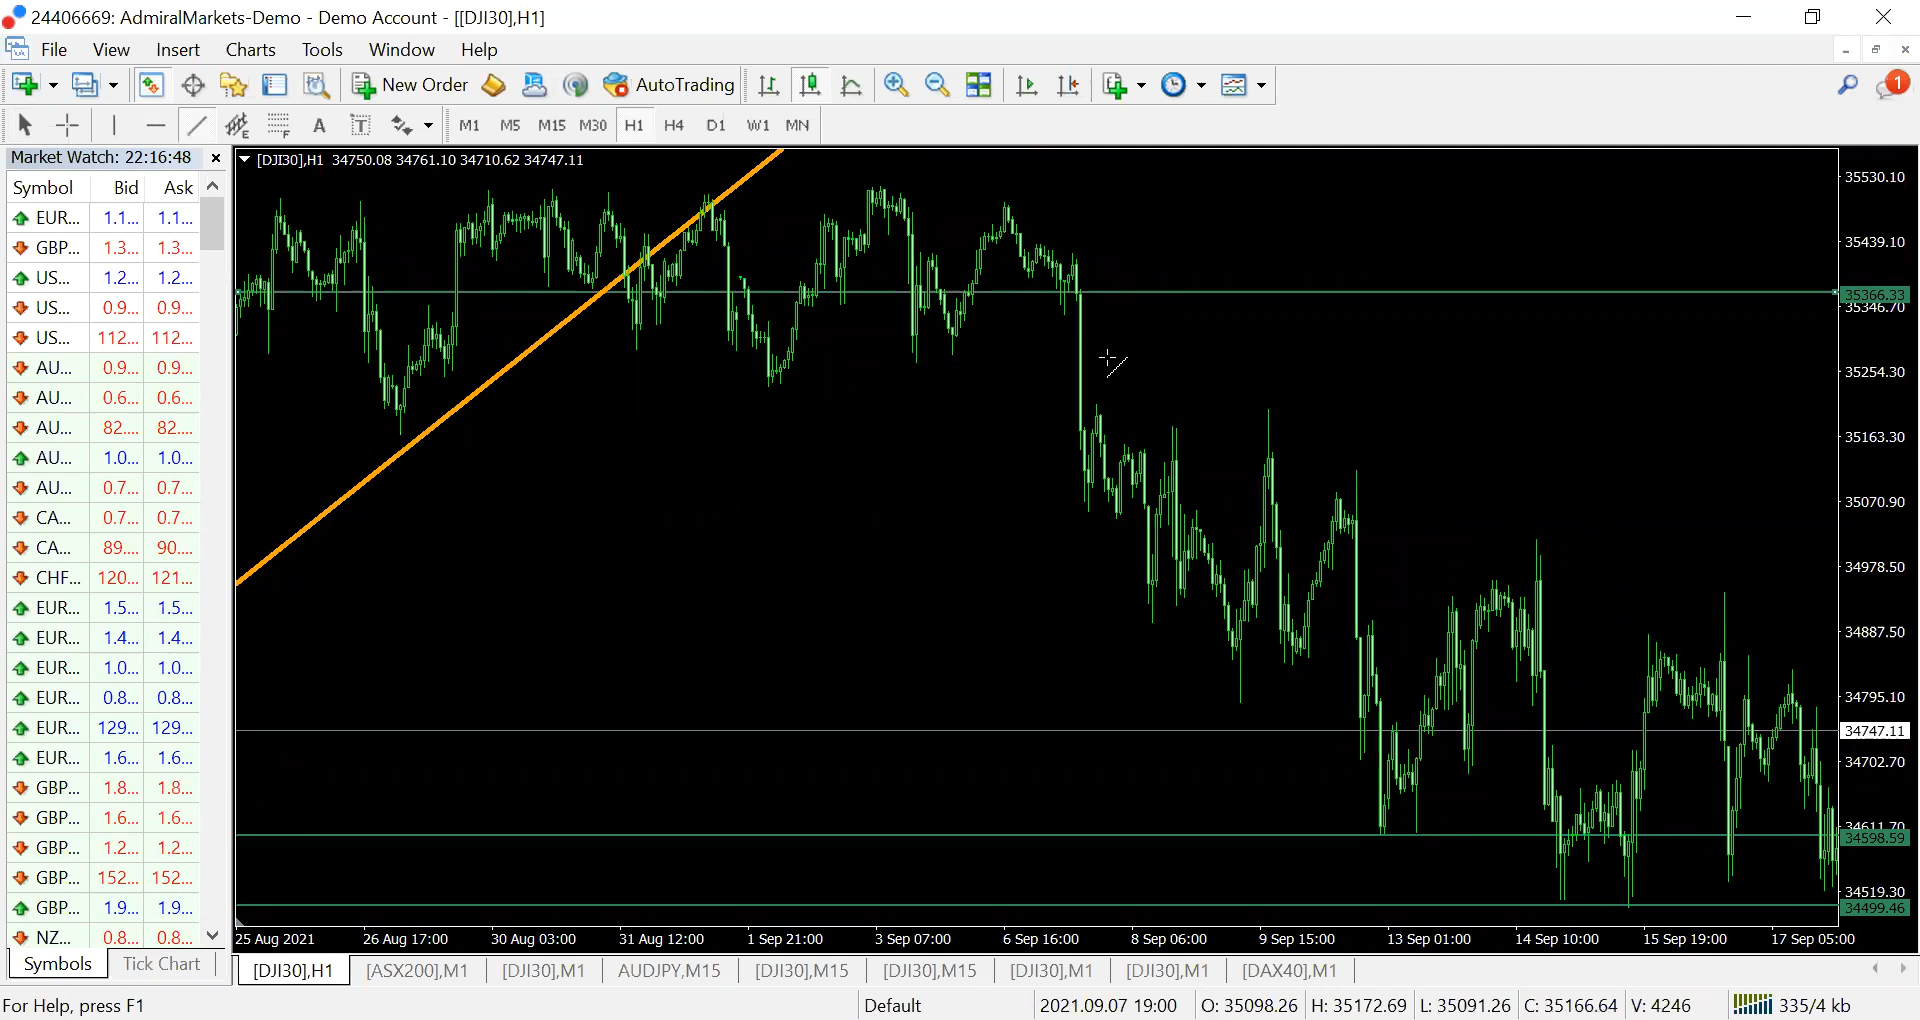 24406669: AdmiralMarkets-Demo - Demo Account - [[DJI30],H1]
File View Insert Charts Tools Window Help
New Order AutoTrading 1
E F A T M1 M5 M15 M30 H1 H4 D1 W1 MN
Market Watch: 22:16:48
Symbol Bid Ask
EUR... 1.1... 1.1...
GBP... 1.3... 1.3...
US... 1.2... 1.2...
US... 0.9... 0.9...
US... 112... 112...
AU... 0.9... 0.9...
AU... 0.6... 0.6...
AU... 82.... 82....
AU... 1.0... 1.0...
AU... 0.7... 0.7...
CA... 0.7... 0.7...
CA... 89.... 90....
CHF... 120... 121...
EUR... 1.5... 1.5...
EUR... 1.4... 1.4...
EUR... 1.0... 1.0...
EUR... 0.8... 0.8...
EUR... 129... 129...
EUR... 1.6... 1.6...
GBP... 1.8... 1.8...
GBP... 1.6... 1.6...
GBP... 1.2... 1.2...
GBP... 152... 152...
GBP... 1.9... 1.9...
NZ... 0.8... 0.8...
Symbols Tick Chart
[DJI30],H1 34750.08 34761.10 34710.62 34747.11
35530.10
35439.10
35366.33
35346.70
35254.30
35163.30
35070.90
34978.50
34887.50
34795.10
34747.11
34702.70
34611.70
34598.59
34519.30
34499.46
25 Aug 2021 26 Aug 17:00 30 Aug 03:00 31 Aug 12:00 1 Sep 21:00 3 Sep 07:00 6 Sep 16:00 8 Sep 06:00 9 Sep 15:00 13 Sep 01:00 14 Sep 10:00 15 Sep 19:00 17 Sep 05:00
[DJI30],H1 [ASX200],M1 [DJI30],M1 AUDJPY,M15 [DJI30],M15 [DJI30],M15 [DJI30],M1 [DJI30],M1 [DAX40],M1
For Help, press F1 Default 2021.09.07 19:00 O: 35098.26 H: 35172.69 L: 35091.26 C: 35166.64 V: 4246 335/4 kb